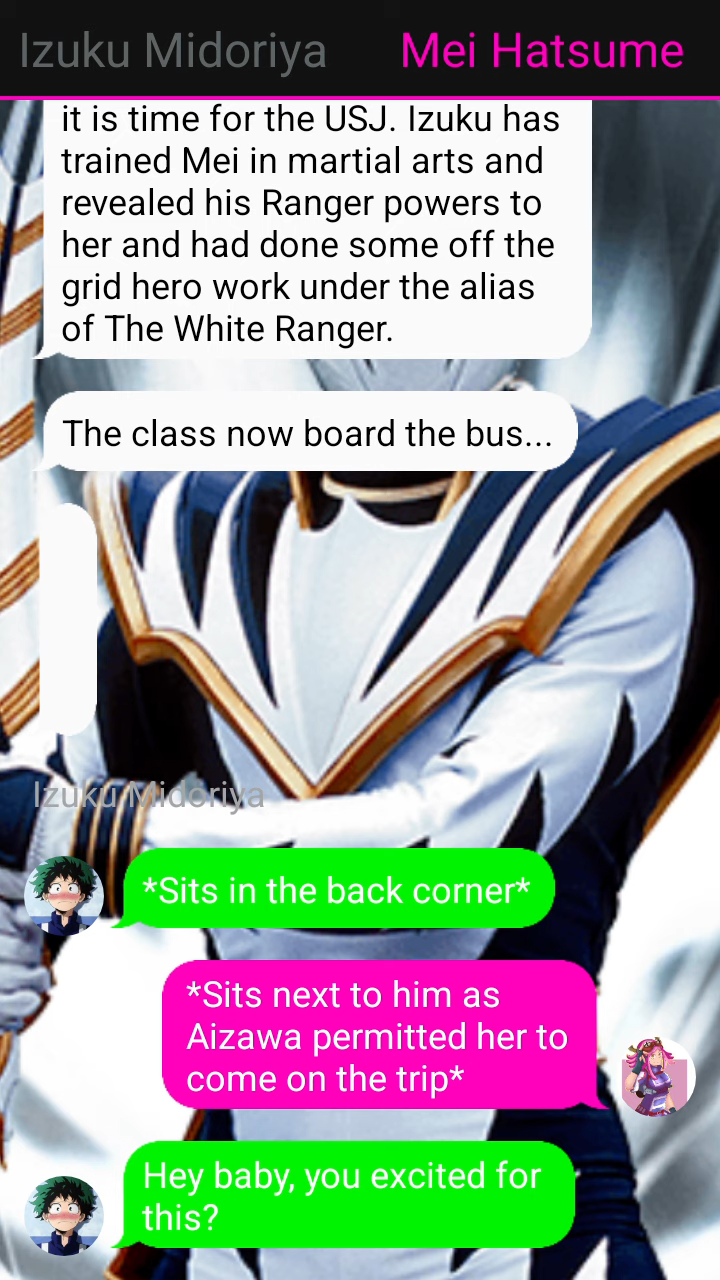 Izuku Midoriya
Mei Hatsume
it is time for the USJ. Izuku has
trained Mei in martial arts and
revealed his Ranger powers to
her and had done some off the
grid hero work under the alias
of The White Ranger.
The class now board the bus...
Izuku Midoriya
*Sits in the back corner*
*Sits next to him as
Aizawa permitted her to
come on the trip*
Hey baby, you excited for
this?